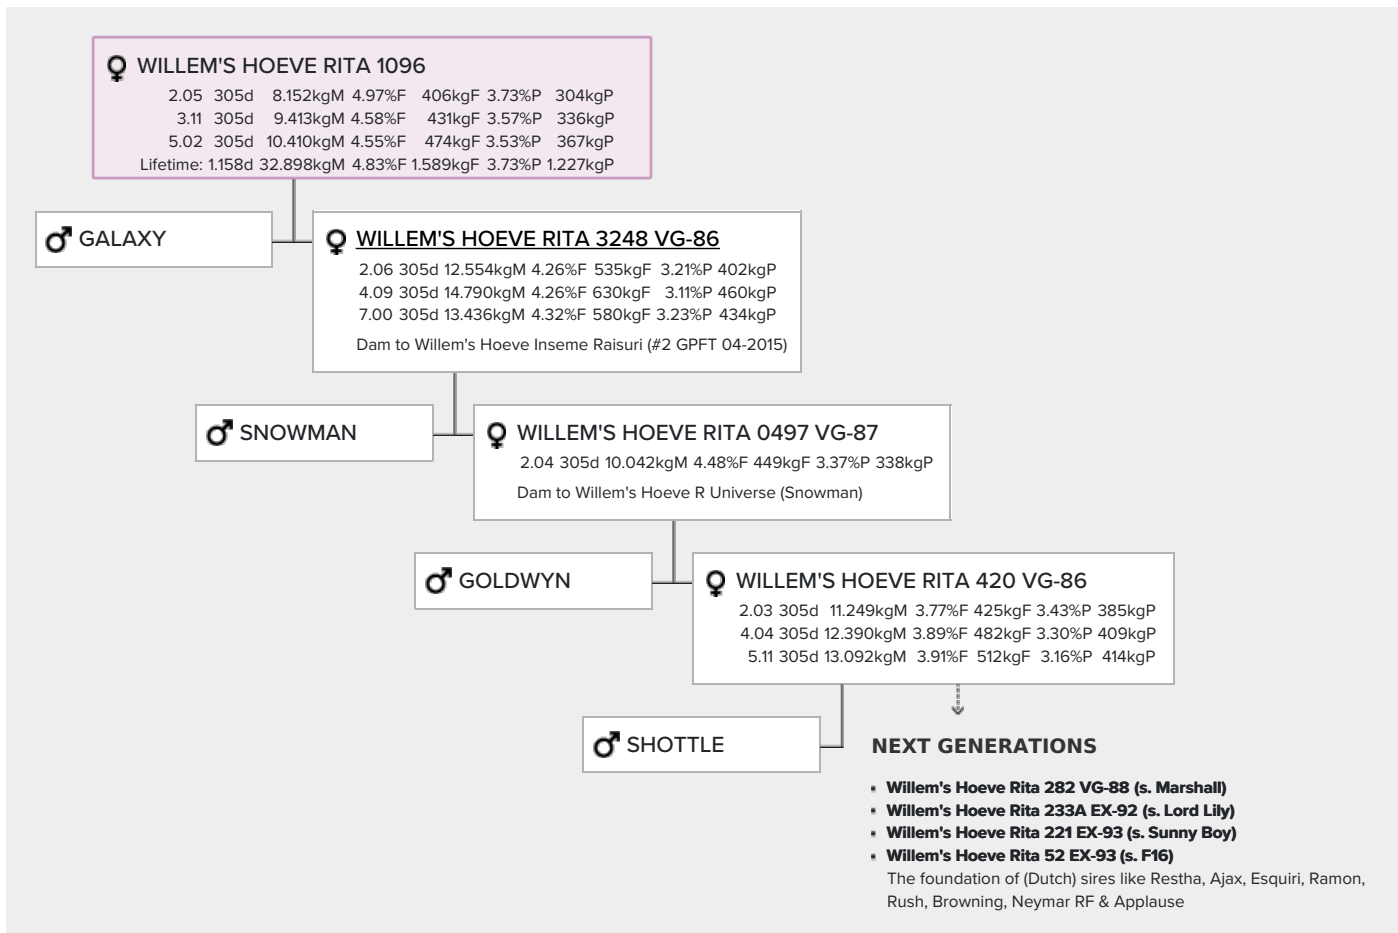 WILLEM'S HOEVE RITA 1096
2.05 305d 8.152kgM 4.97%F 406kgF 3.73%P 304kgP
3.11 305d 9.413kgM 4.58%F 431kgF 3.57%P 336kgP
5.02 305d 10.410kgM 4.55%F 474kgF 3.53%P 367kgP
Lifetime: 1.158d 32.898kgM 4.83%F 1.589kgF 3.73%P 1.227kgP
GALAXY
WILLEM'S HOEVE RITA 3248 VG-86
2.06 305d 12.554kgM 4.26%F 535kgF 3.21%P 402kgP
4.09 305d 14.790kgM 4.26%F 630kgF 3.11%P 460kgP
7.00 305d 13.436kgM 4.32%F 580kgF 3.23%P 434kgP
Dam to Willem's Hoeve Inseme Raisuri (#2 GPFT 04-2015)
SNOWMAN
WILLEM'S HOEVE RITA 0497 VG-87
2.04 305d 10.042kgM 4.48%F 449kgF 3.37%P 338kgP
Dam to Willem's Hoeve R Universe (Snowman)
GOLDWYN
WILLEM'S HOEVE RITA 420 VG-86
2.03 305d 11.249kgM 3.77%F 425kgF 3.43%P 385kgP
4.04 305d 12.390kgM 3.89%F 482kgF 3.30%P 409kgP
5.11 305d 13.092kgM 3.91%F 512kgF 3.16%P 414kgP
SHOTTLE
NEXT GENERATIONS
Willem's Hoeve Rita 282 VG-88 (s. Marshall)
Willem's Hoeve Rita 233A EX-92 (s. Lord Lily)
Willem's Hoeve Rita 221 EX-93 (s. Sunny Boy)
Willem's Hoeve Rita 52 EX-93 (s. F16)
The foundation of (Dutch) sires like Restha, Ajax, Esquiri, Ramon,
Rush, Browning, Neymar RF & Applause